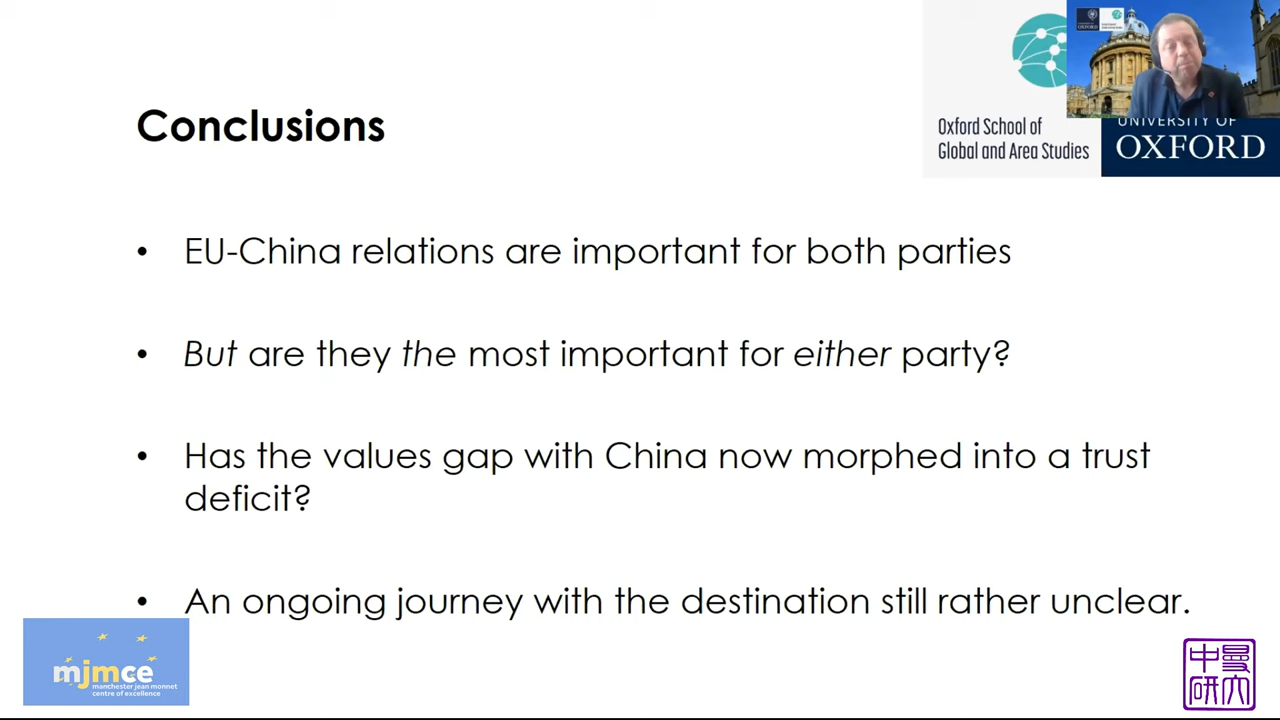 Conclusions
Oxford School of
Global and Area Studies
UNIVERSITY OF
OXFORD
OXFORD
• EU-China relations are important for both parties
• But are they the most important for either party?
• Has the values gap with China now morphed into a trust
deficit?
• An ongoing journey with the destination still rather unclear.
mjmce
manchester jean monnet
centre of excellence
中曼
研究